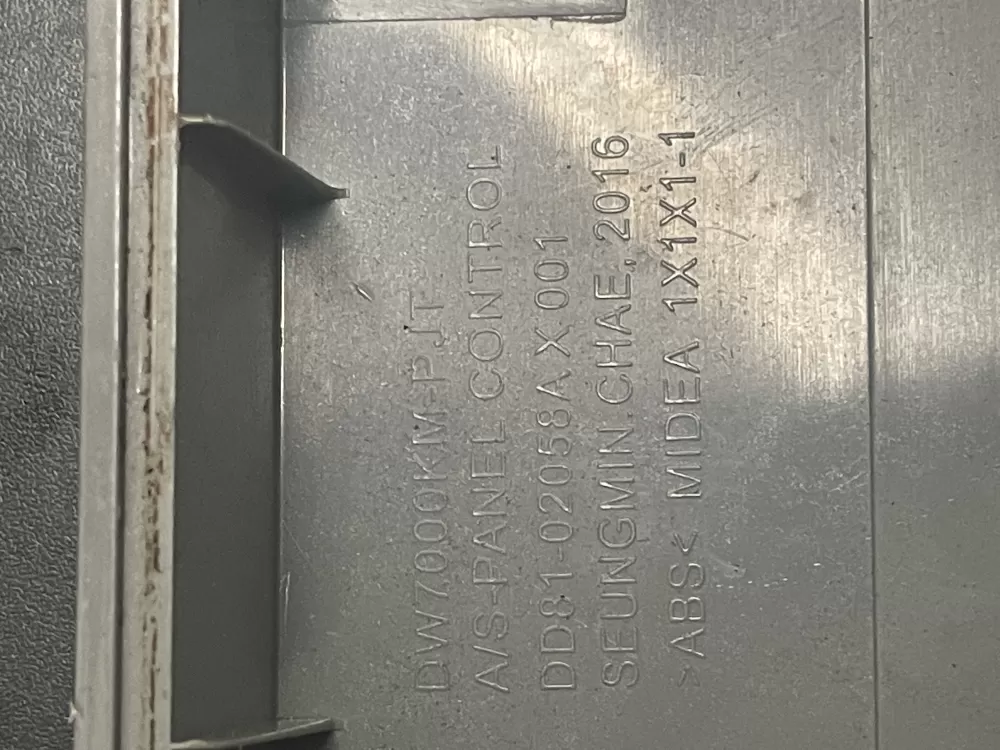 DW7000KM-PJT
A/S-PANEL CONTROL
DD81-02058A X 001
SEUNGMIN.CHAE,2016
>ABS< MIDEA 1X1X1-1